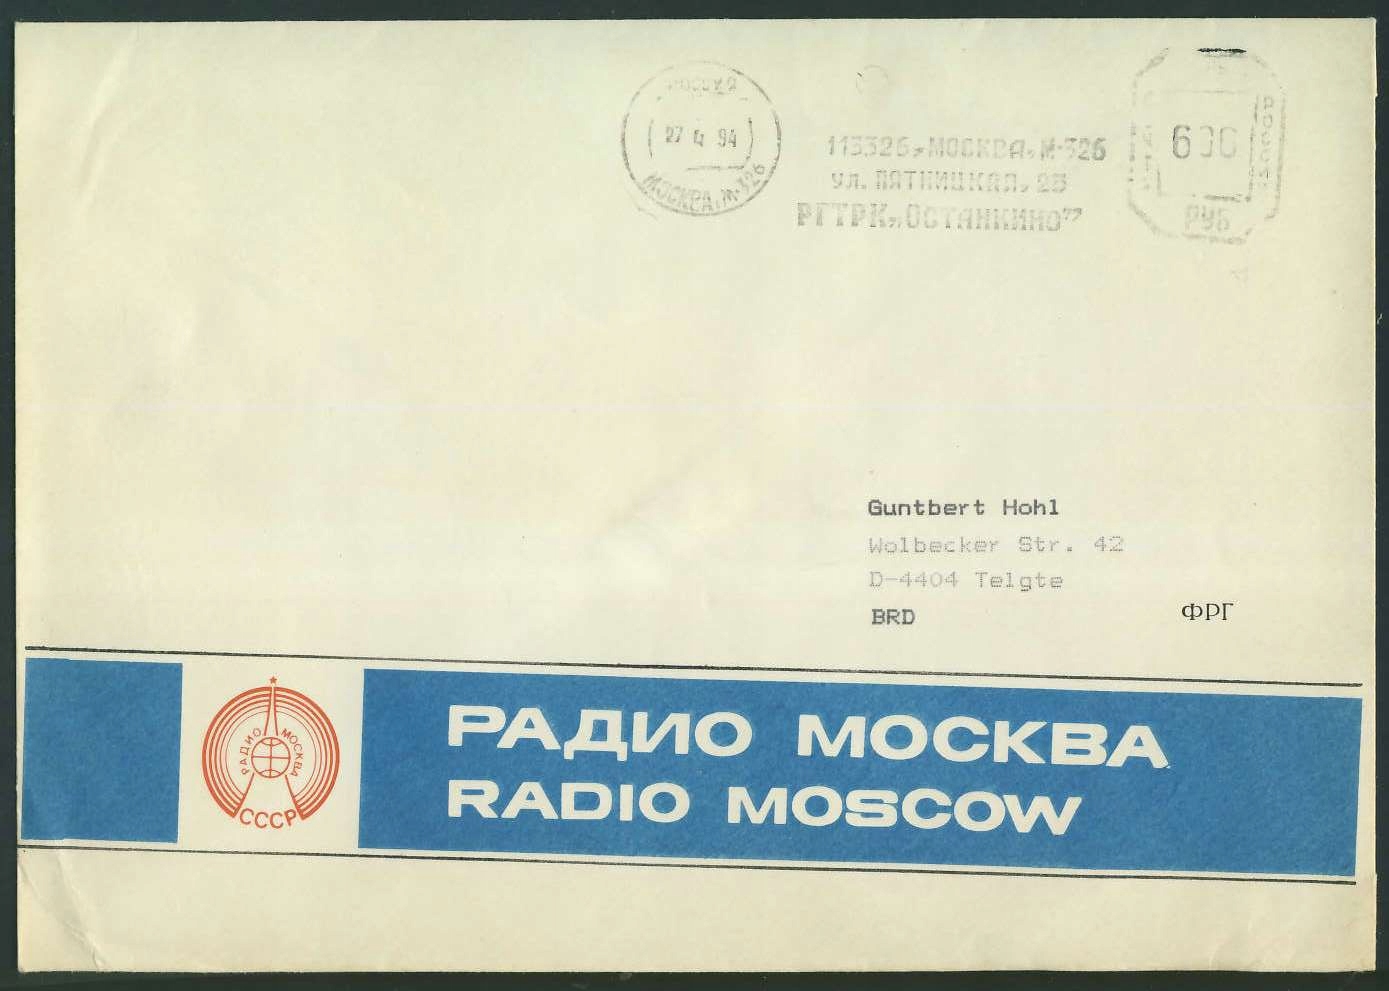 МОСКВА
27 4 94
МОСКВА, М-326
113326 „МОСКВА, М-326
УЛ. ПЯТНИЦКАЯ, 25
РГТРК „ОСТАНКИНО”
600
РУБ
Guntbert Hohl
Wolbecker Str. 42
D-4404 Telgte
BRD
ФРГ
РАДИО МОСКВА
СССР
РАДИО МОСКВА
RADIO MOSCOW